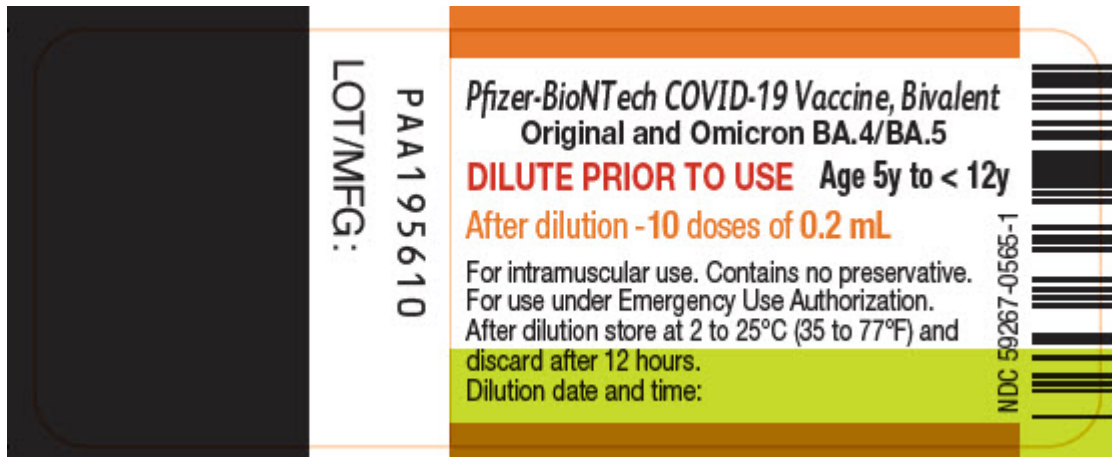 LOT/MFG:
PAA195610
Pfizer-BioNTech COVID-19 Vaccine, Bivalent
Original and Omicron BA.4/BA.5
DILUTE PRIOR TO USE Age 5y to < 12y
After dilution - 10 doses of 0.2 mL
For intramuscular use. Contains no preservative.
For use under Emergency Use Authorization.
After dilution store at 2 to 25°C (35 to 77°F) and
discard after 12 hours.
Dilution date and time:
NDC 59267-0565-1